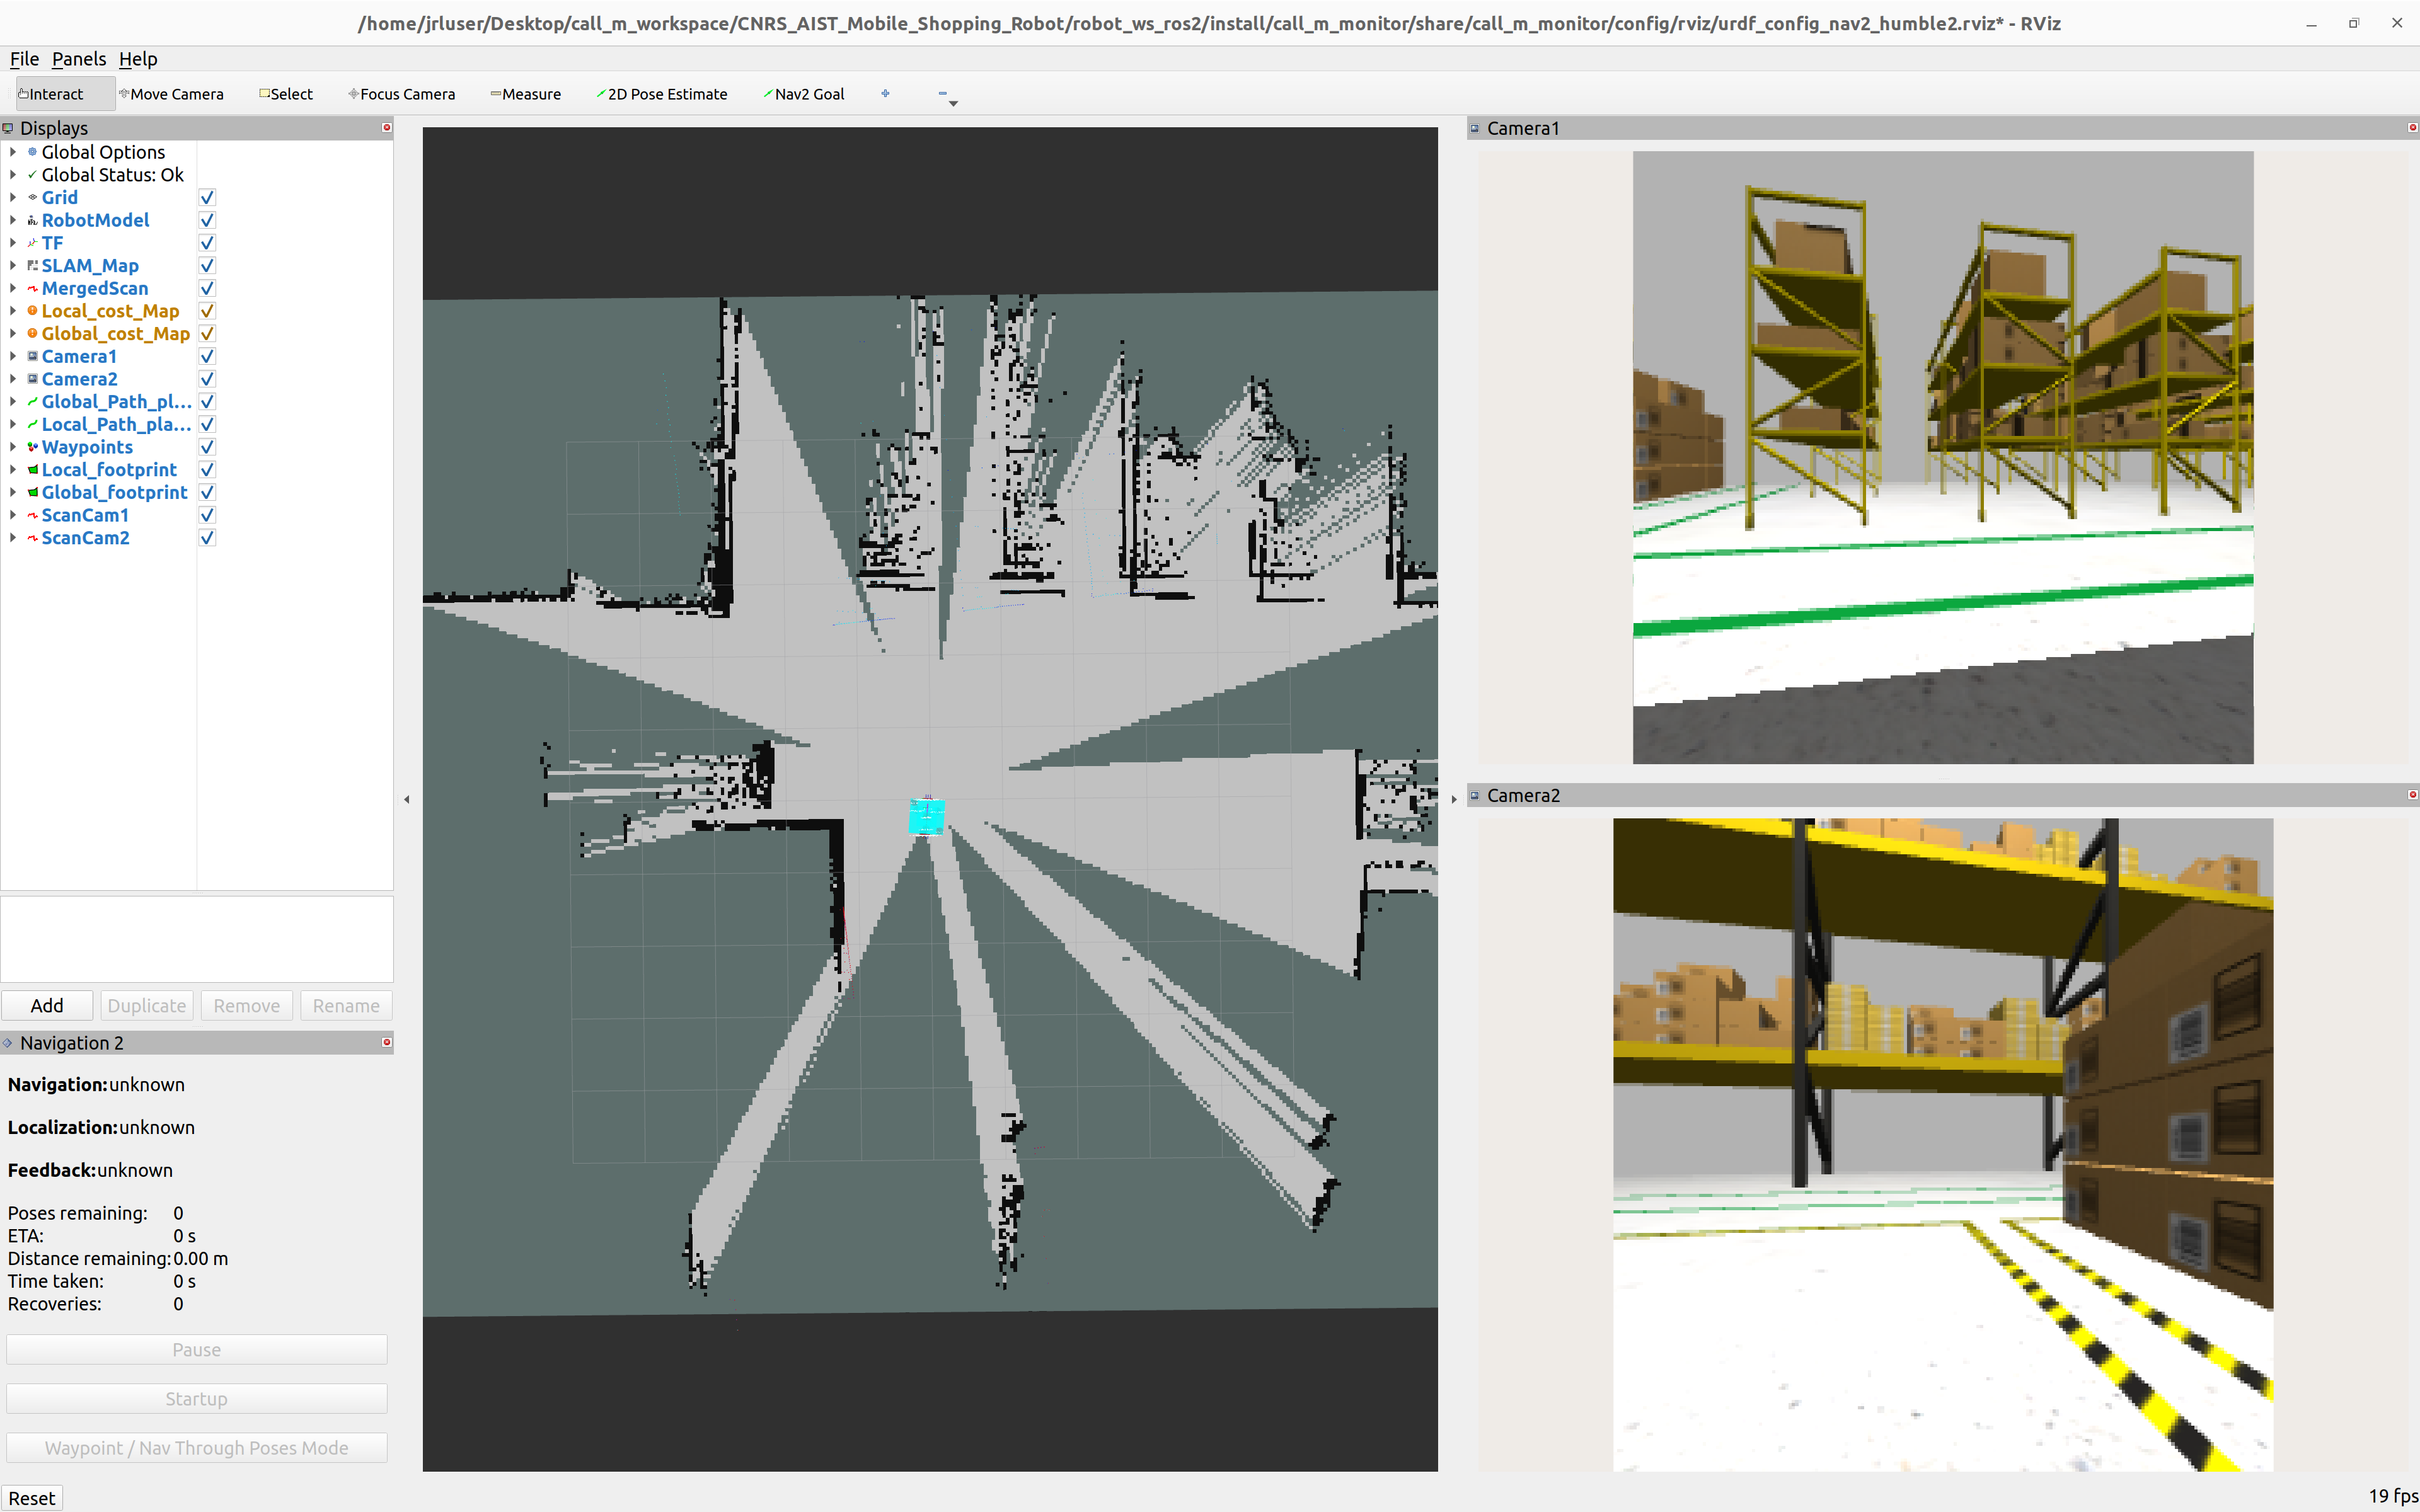 /home/jrluser/Desktop/call_m_workspace/CNRS_AIST_Mobile_Shopping_Robot/robot_ws_ros2/install/call_m_monitor/share/call_m_monitor/config/rviz/urdf_config_nav2_humble2.rviz* - RViz
File Panels Help
Interact Move Camera Select Focus Camera Measure 2D Pose Estimate Nav2 Goal
Displays
Global Options
Global Status: Ok
Grid
RobotModel
TF
SLAM_Map
MergedScan
Local_cost_Map
Global_cost_Map
Camera1
Camera2
Global_Path_pl...
Local_Path_pla...
Waypoints
Local_footprint
Global_footprint
ScanCam1
ScanCam2
Add Duplicate Remove Rename
Navigation 2
Navigation:unknown
Localization:unknown
Feedback:unknown
Poses remaining: 0
ETA: 0 s
Distance remaining:0.00 m
Time taken: 0 s
Recoveries: 0
Pause
Startup
Waypoint / Nav Through Poses Mode
Reset
Camera1
Camera2
19 fps